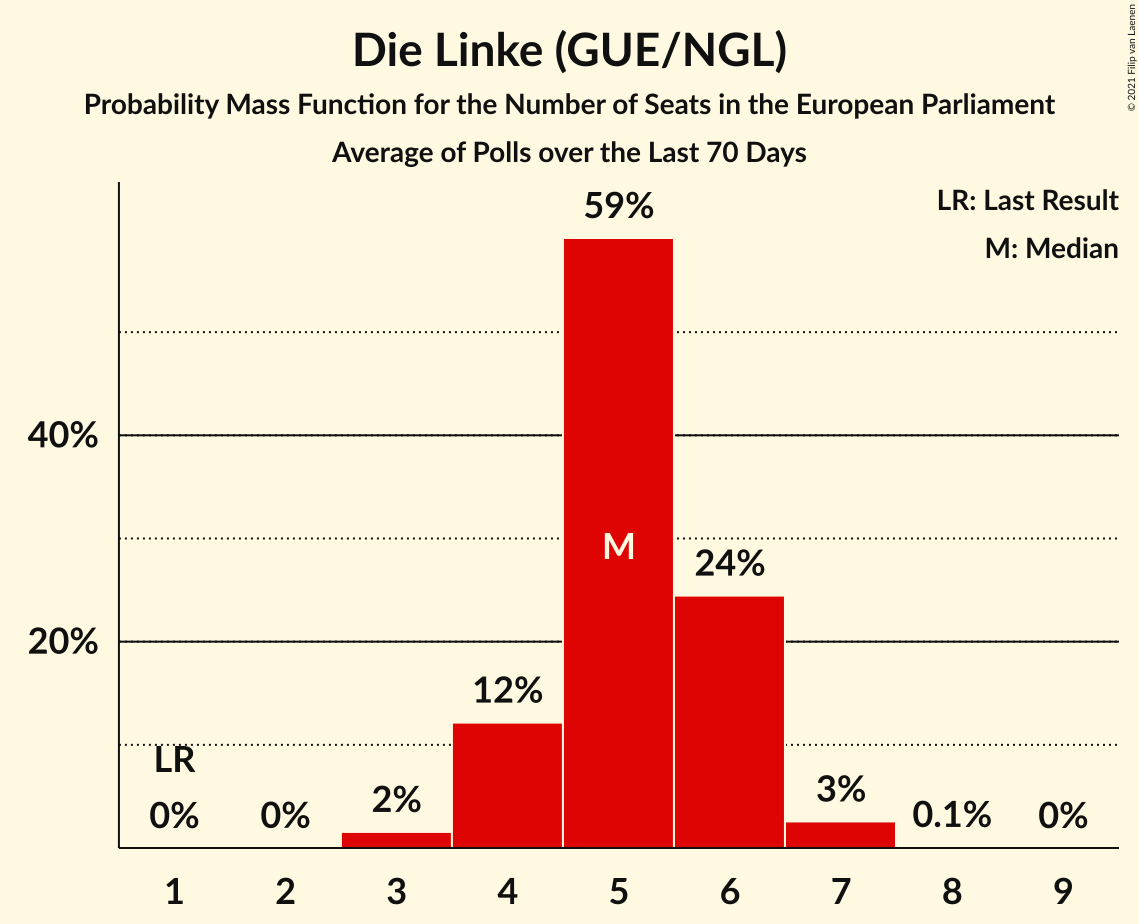 Die Linke (GUE/NGL)
Probability Mass Function for the Number of Seats in the European Parliament
Average of Polls over the Last 70 Days
© 2021 Filip van Laenen
LR: Last Result
M: Median
59%
40%
M
24%
20%
12%
LR
0%
0%
2%
3%
0.1%
0%
1 2 3 4 5 6 7 8 9